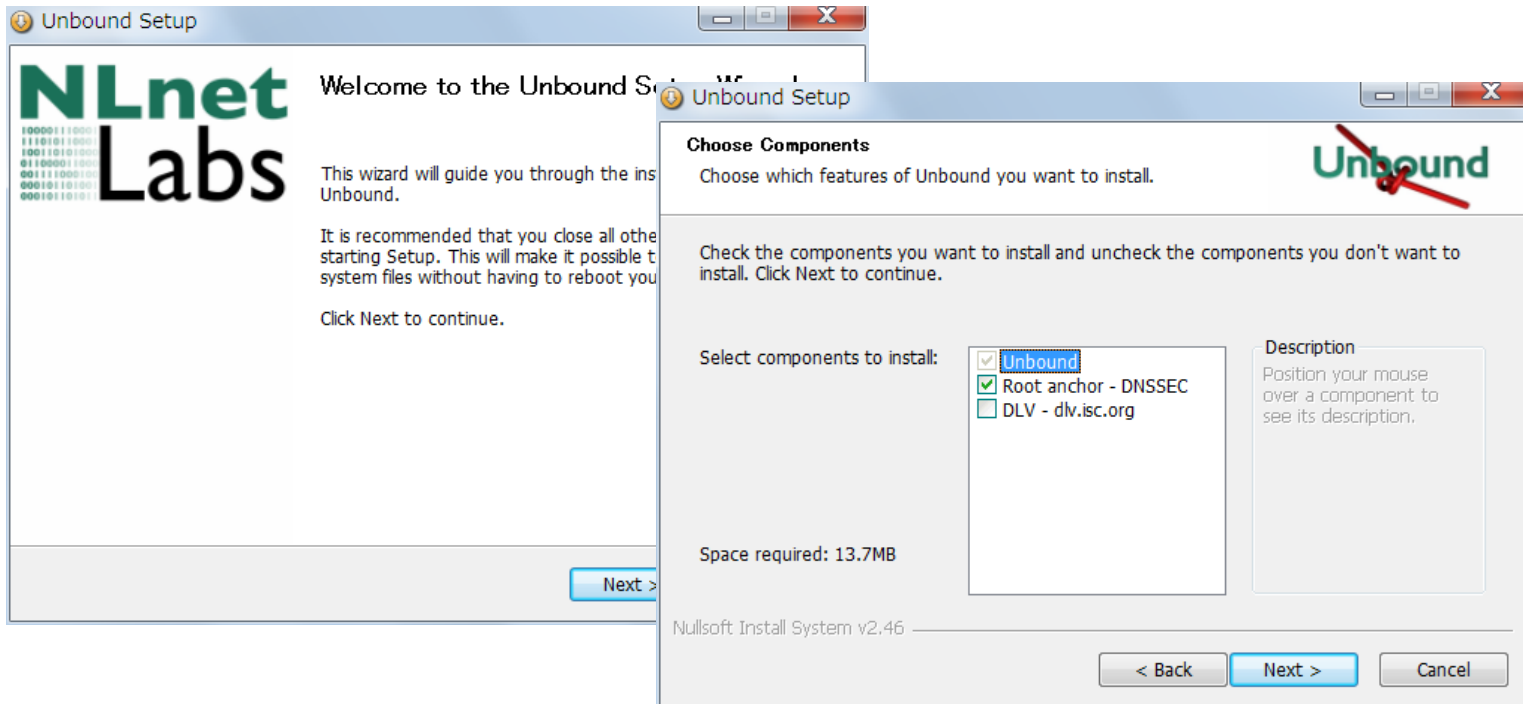 Unbound Setup
NLnet
Labs
Welcome to the Unbound
This wizard will guide you through the
Unbound.
It is recommended that you close all
starting Setup. This will make it possible
system files without having to reboot
Click Next to continue.
Next >
Unbound Setup
Choose Components
Choose which features of Unbound you want to install.
Unbound
Check the components you want to install and uncheck the components you don't want to
install. Click Next to continue.
Select components to install:
Unbound
Root anchor - DNSSEC
DLV - dlv.isc.org
Description
Position your mouse
over a component to
see its description.
Space required: 13.7MB
Nullsoft Install System v2.46
< Back
Next >
Cancel